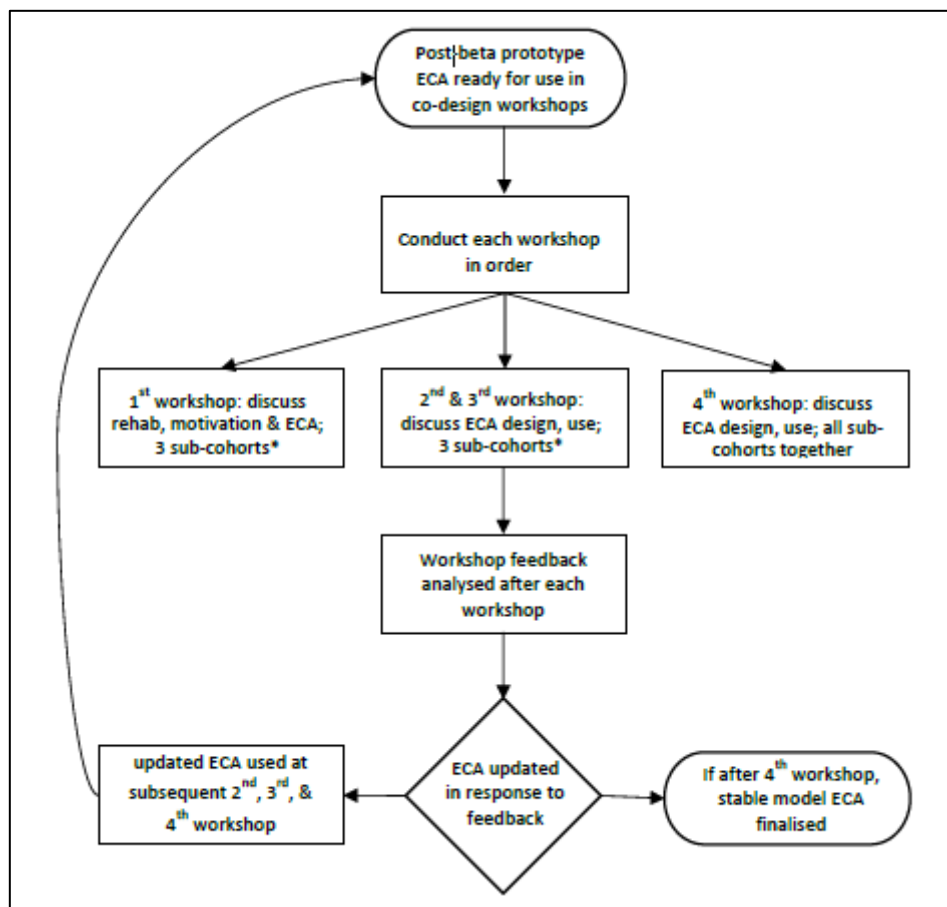 Post-beta prototype
ECA ready for use in
co-design workshops
Conduct each workshop
in order
1st workshop: discuss
rehab, motivation & ECA;
3 sub-cohorts*
2nd & 3rd workshop:
discuss ECA design, use;
3 sub-cohorts*
4th workshop: discuss
ECA design, use; all sub-
cohorts together
Workshop feedback
analysed after each
workshop
updated ECA used at
subsequent 2nd, 3rd, &
4th workshop
ECA updated
in response to
feedback
If after 4th workshop,
stable model ECA
finalised